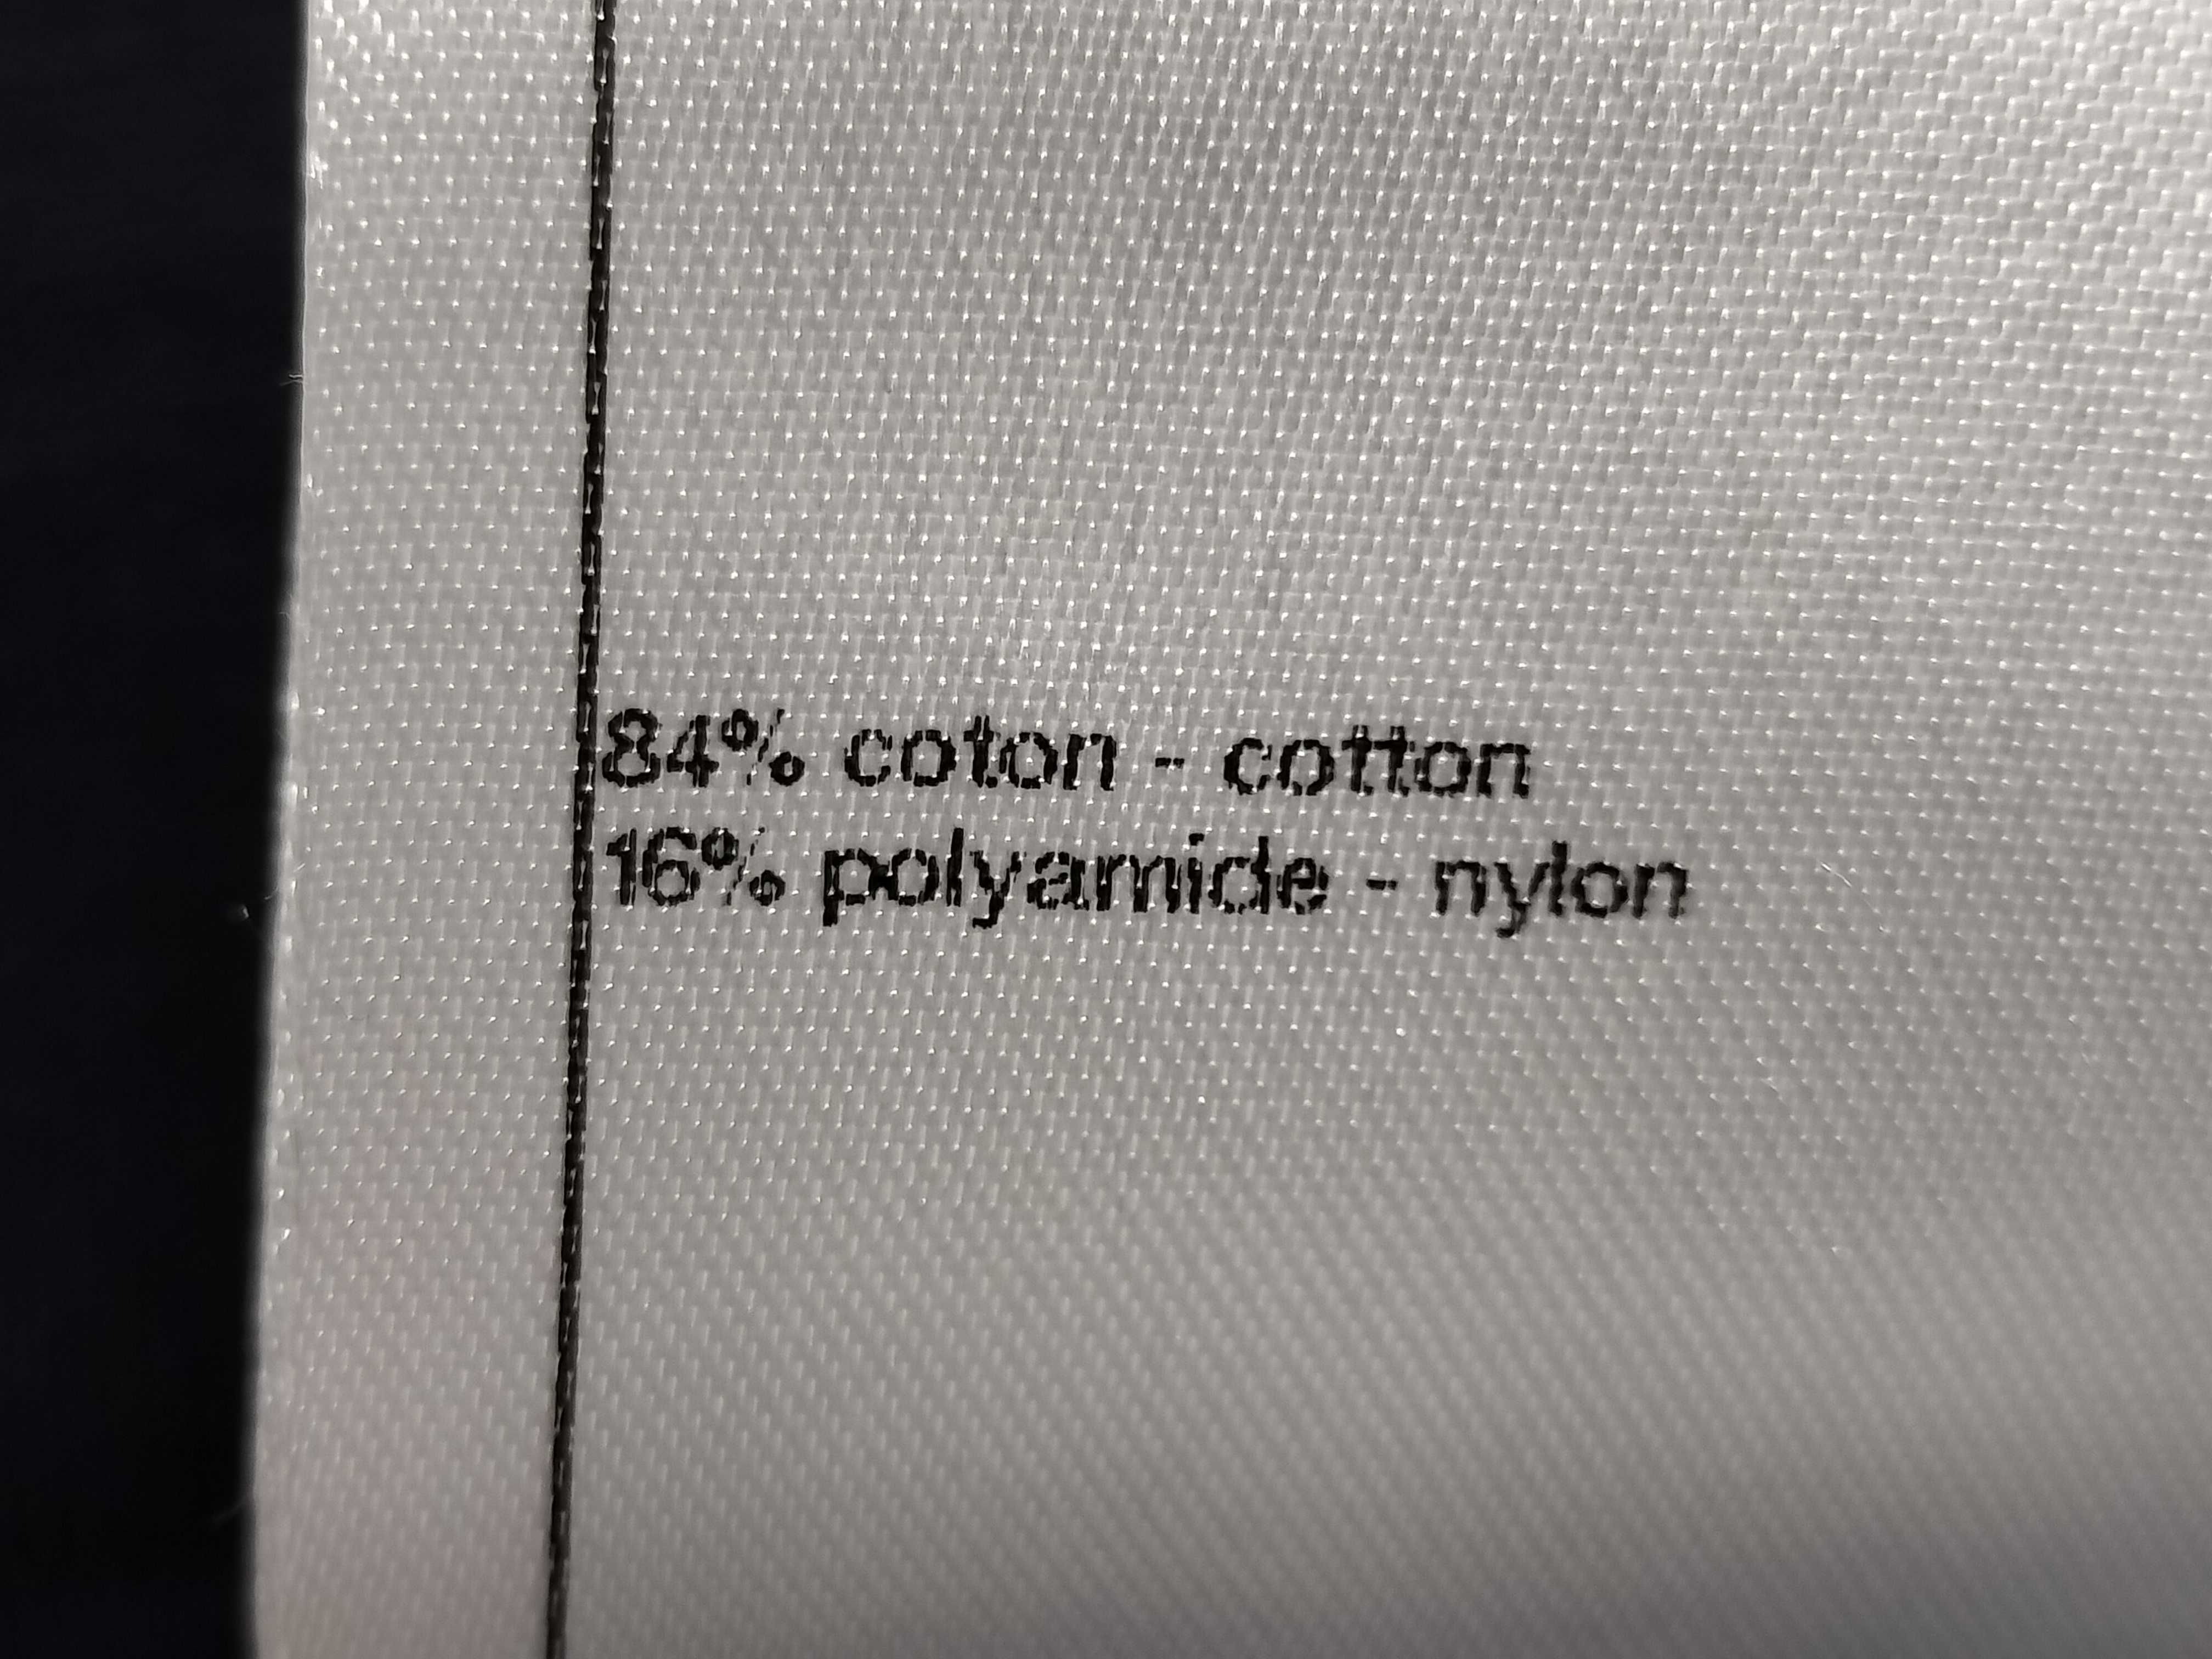 84% coton - cotton
16% polyamide - nylon